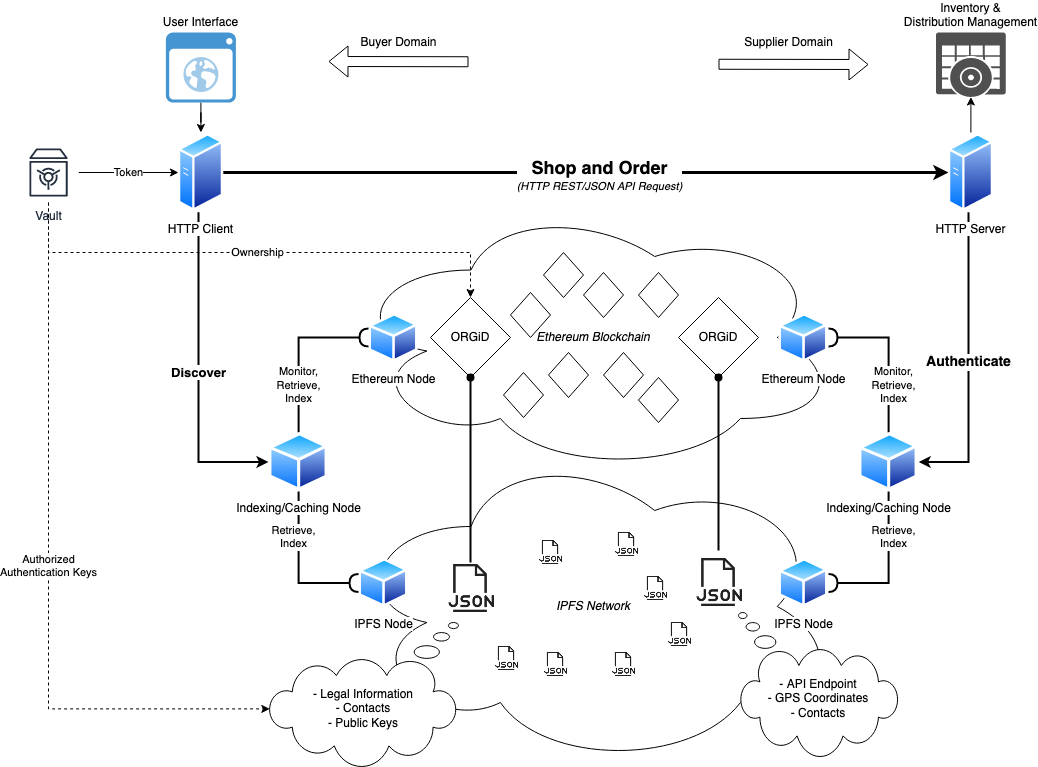 User Interface
Inventory &
Distribution Management
Buyer Domain
Supplier Domain
Shop and Order
(HTTP REST/JSON API Request)
Token
Vault
HTTP Client
HTTP Server
Ownership
ORGiD
Ethereum Blockchain
ORGiD
Ethereum Node
Ethereum Node
Discover
Authenticate
Monitor,
Retrieve,
Index
Monitor,
Retrieve,
Index
Indexing/Caching Node
Indexing/Caching Node
Retrieve,
Index
Retrieve,
Index
Authorized
Authentication Keys
JSON
JSON
JSON
JSON
JSON
IPFS Network
IPFS Node
IPFS Node
JSON
JSON
JSON
JSON
- Legal Information
- Contacts
- Public Keys
- API Endpoint
- GPS Coordinates
- Contacts